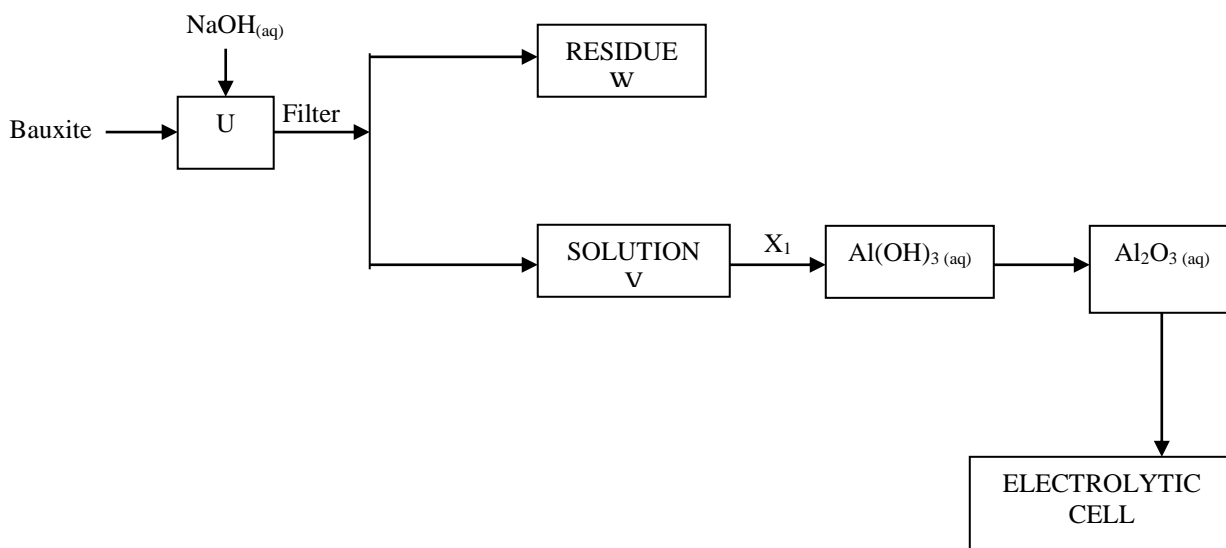 NaOH(aq)
RESIDUE
W
Bauxite
U
Filter
SOLUTION
V
X₁
Al(OH)₃ (aq)
Al₂O₃ (aq)
ELECTROLYTIC
CELL